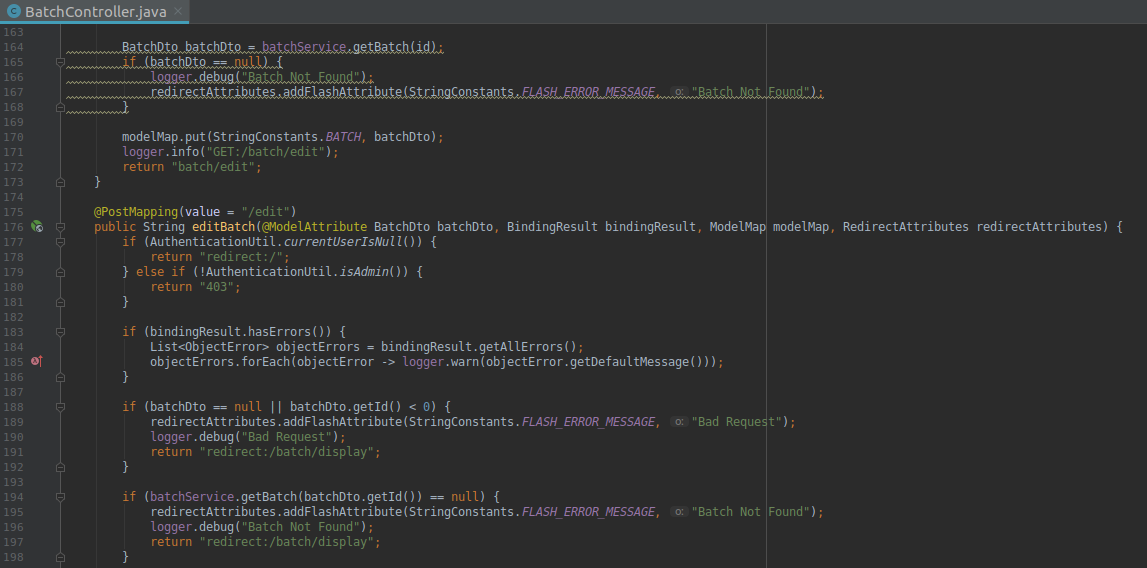 BatchController.java
163
164 BatchDto batchDto = batchService.getBatch(id);
165 if (batchDto == null) {
166 logger.debug("Batch Not Found");
167 redirectAttributes.addFlashAttribute(StringConstants.FLASH_ERROR_MESSAGE, o: "Batch Not Found");
168 }
169
170 modelMap.put(StringConstants.BATCH, batchDto);
171 logger.info("GET:/batch/edit");
172 return "batch/edit";
173 }
174
175 @PostMapping(value = "/edit")
176 public String editBatch(@ModelAttribute BatchDto batchDto, BindingResult bindingResult, ModelMap modelMap, RedirectAttributes redirectAttributes) {
177 if (AuthenticationUtil.currentUserIsNull()) {
178 return "redirect:/";
179 } else if (!AuthenticationUtil.isAdmin()) {
180 return "403";
181 }
182
183 if (bindingResult.hasErrors()) {
184 List<ObjectError> objectErrors = bindingResult.getAllErrors();
185 objectErrors.forEach(objectError -> logger.warn(objectError.getDefaultMessage()));
186 }
187
188 if (batchDto == null || batchDto.getId() < 0) {
189 redirectAttributes.addFlashAttribute(StringConstants.FLASH_ERROR_MESSAGE, o: "Bad Request");
190 logger.debug("Bad Request");
191 return "redirect:/batch/display";
192 }
193
194 if (batchService.getBatch(batchDto.getId()) == null) {
195 redirectAttributes.addFlashAttribute(StringConstants.FLASH_ERROR_MESSAGE, o: "Batch Not Found");
196 logger.debug("Batch Not Found");
197 return "redirect:/batch/display";
198 }